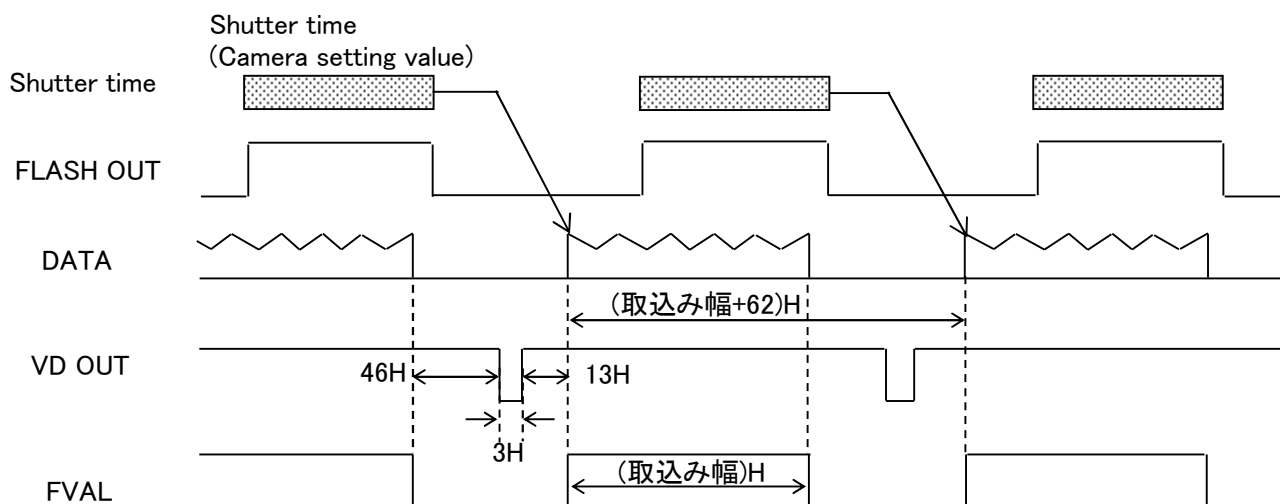 Shutter time
(Camera setting value)
Shutter time
FLASH OUT
DATA
(取込み幅+62)H
VD OUT
46H
13H
3H
(取込み幅)H
FVAL